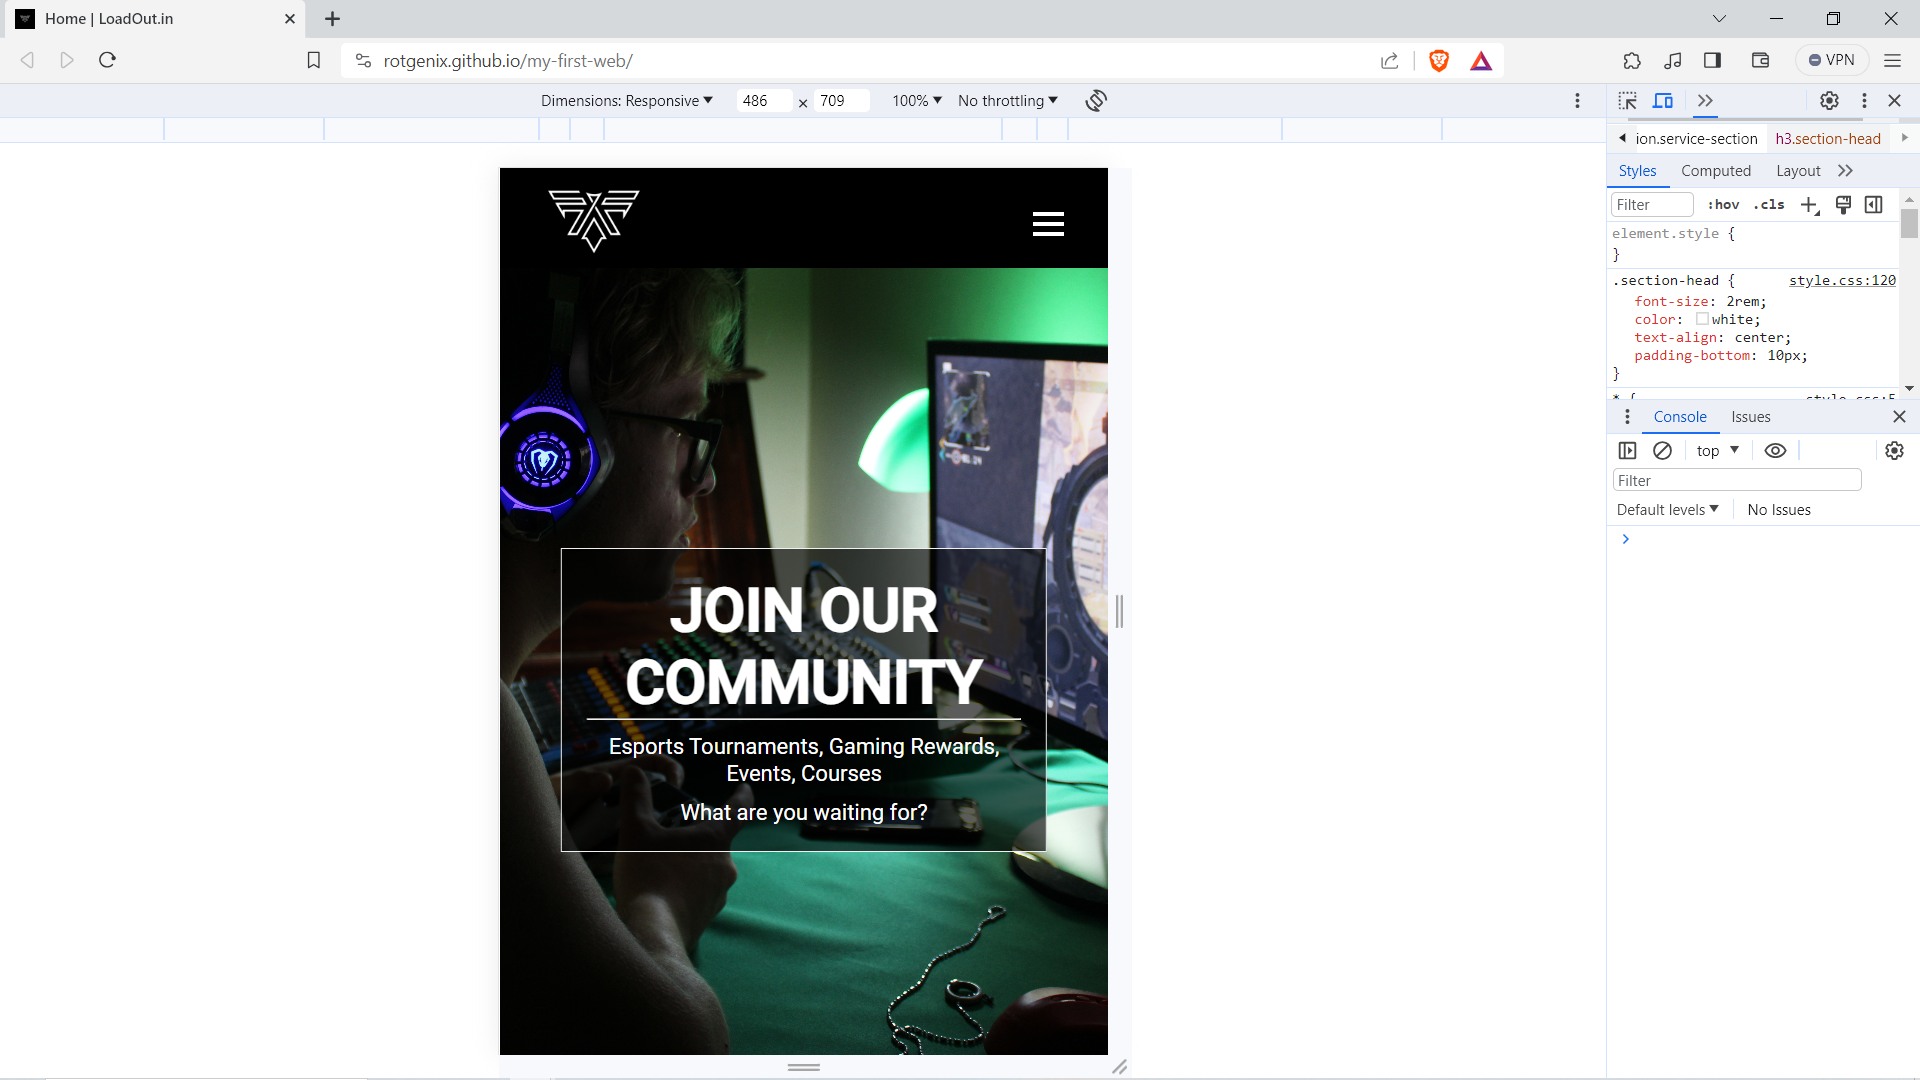 Home | LoadOut.in
rotgenix.github.io/my-first-web/
VPN
Dimensions: Responsive
486 x 709
100%
No throttling
ion.service-section
h3.section-head
Styles
Computed
Layout
Filter
:hov
.cls
element.style {
}
.section-head {
style.css:120
font-size: 2rem;
color: white;
text-align: center;
padding-bottom: 10px;
}
* {
style.css:5
Console
Issues
top
Filter
Default levels
No Issues
JOIN OUR
COMMUNITY
Esports Tournaments, Gaming Rewards,
Events, Courses
What are you waiting for?